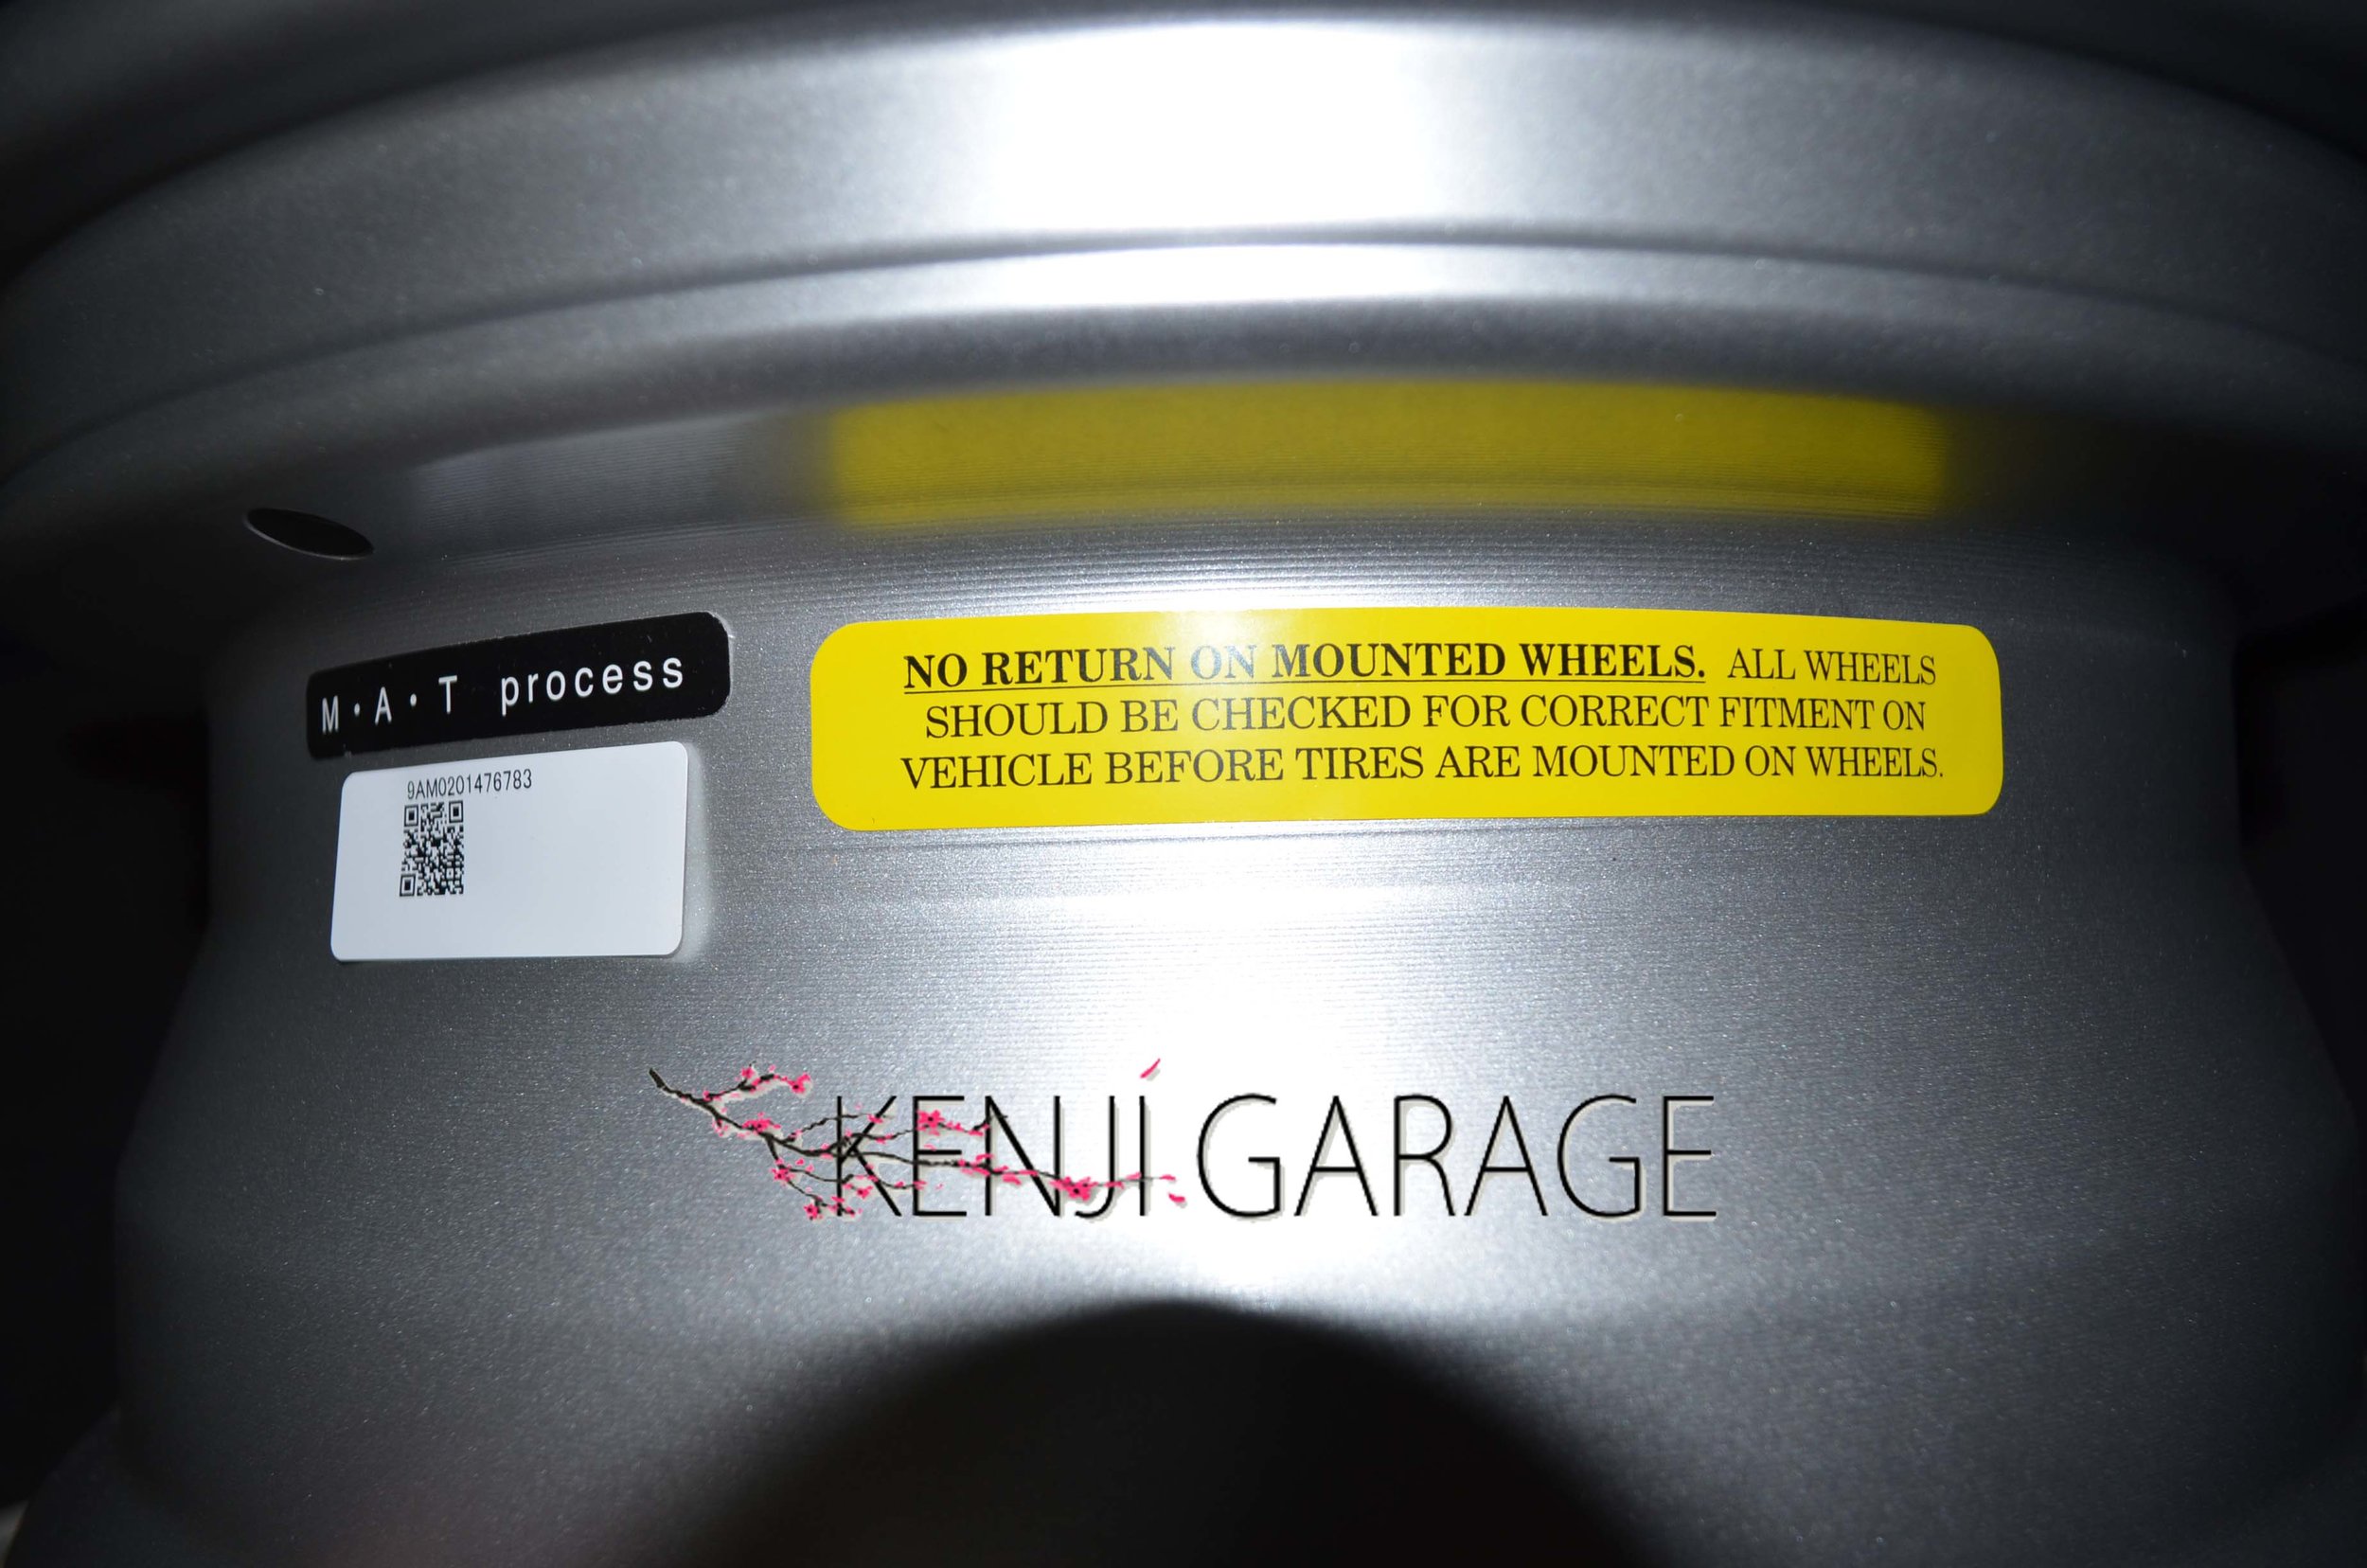 M・A・T process
9AM0201476783
NO RETURN ON MOUNTED WHEELS. ALL WHEELS
SHOULD BE CHECKED FOR CORRECT FITMENT ON
VEHICLE BEFORE TIRES ARE MOUNTED ON WHEELS.
KENJI GARAGE